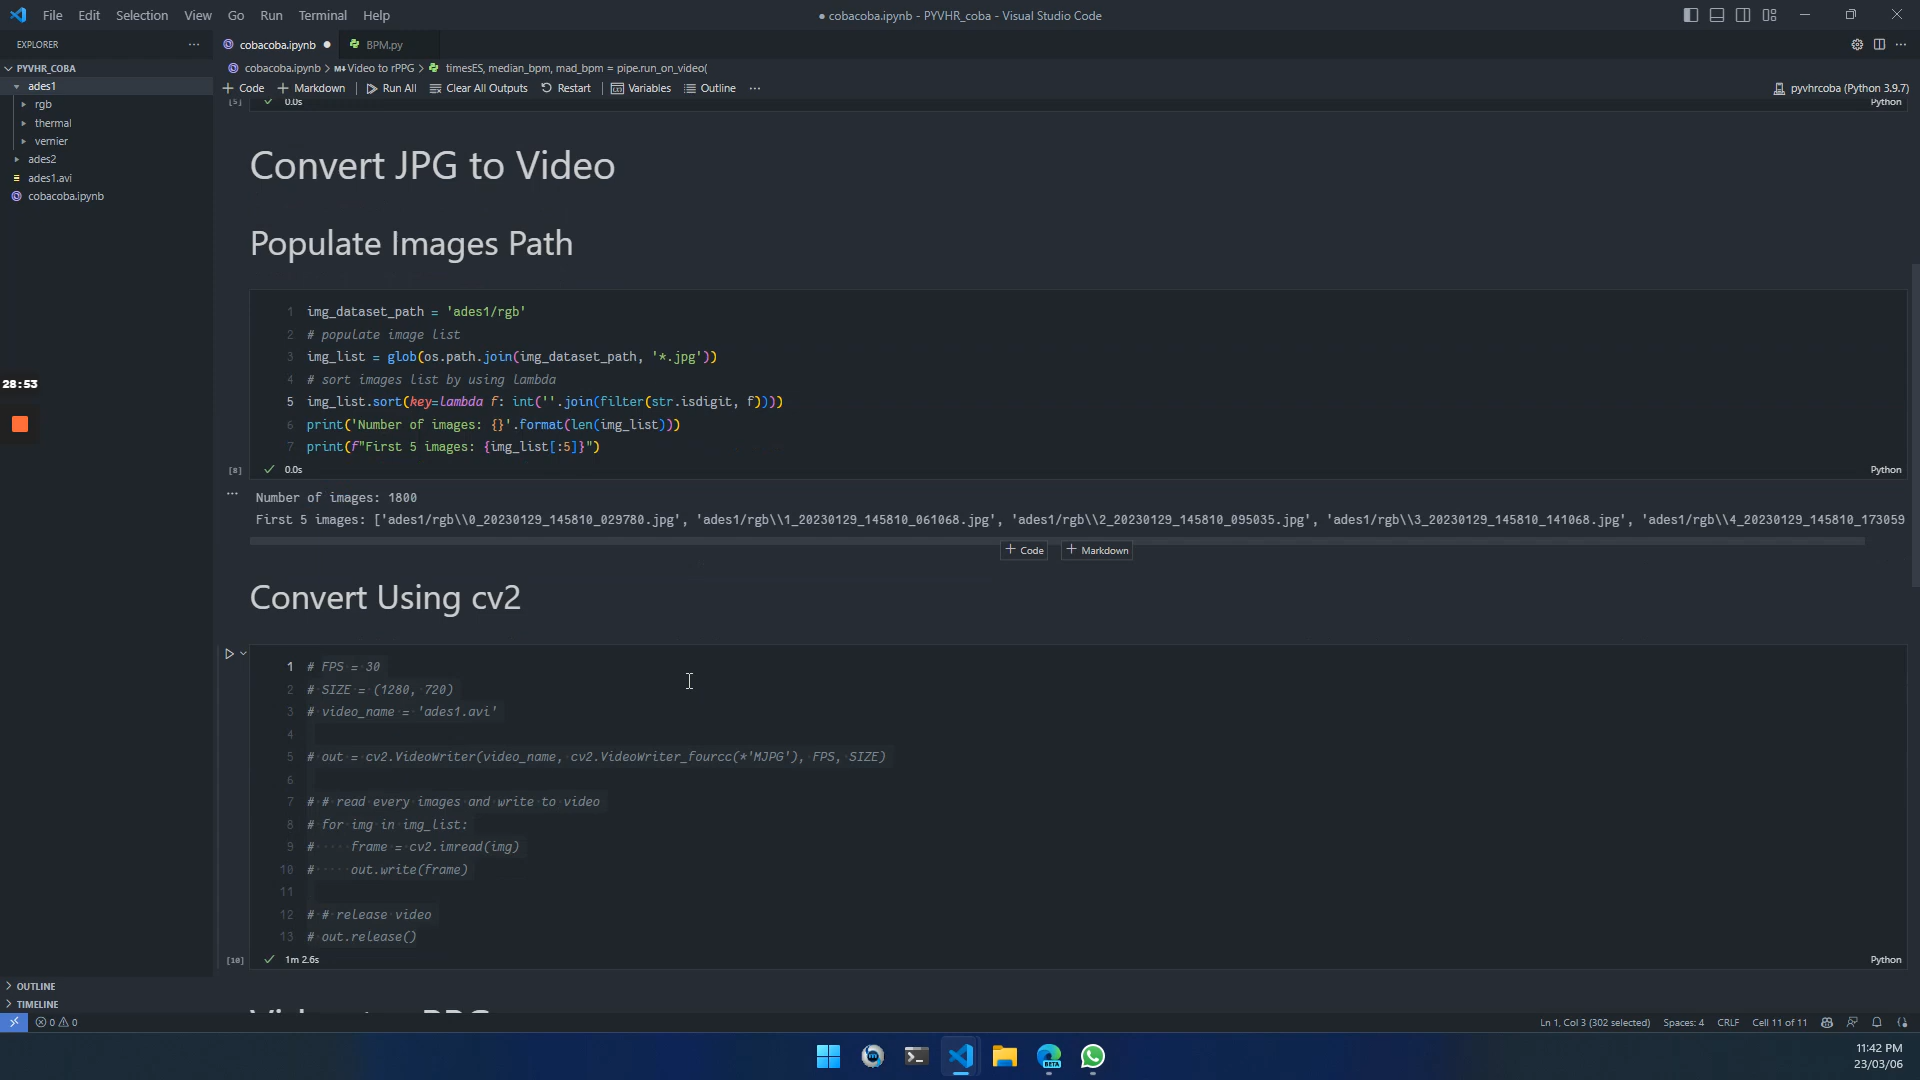 File Edit Selection View Go Run Terminal Help
● cobacoba.ipynb - PYVHR_coba - Visual Studio Code
EXPLORER
cobacoba.ipynb ● BPM.py
PYVHR_COBA
cobacoba.ipynb > M↓Video to rPPG > timesES, median_bpm, mad_bpm = pipe.run_on_video(
ades1
+ Code + Markdown Run All Clear All Outputs Restart Variables Outline ···
pyvhrcoba (Python 3.9.7)
rgb
[5] ✓ 0.0s
Python
thermal
vernier
ades2
ades1.avi
cobacoba.ipynb
Convert JPG to Video
Populate Images Path
1 img_dataset_path = 'ades1/rgb'
2 # populate image list
3 img_list = glob(os.path.join(img_dataset_path, '*.jpg'))
4 # sort images list by using lambda
5 img_list.sort(key=lambda f: int(''.join(filter(str.isdigit, f))))
6 print('Number of images: {}'.format(len(img_list)))
7 print(f"First 5 images: {img_list[:5]}")
[8] ✓ 0.0s
Python
28:53
Number of images: 1800
First 5 images: ['ades1/rgb\\0_20230129_145810_029780.jpg', 'ades1/rgb\\1_20230129_145810_061068.jpg', 'ades1/rgb\\2_20230129_145810_095035.jpg', 'ades1/rgb\\3_20230129_145810_141068.jpg', 'ades1/rgb\\4_20230129_145810_173059
+ Code + Markdown
Convert Using cv2
1 # FPS = 30
2 # SIZE = (1280, 720)
3 # video_name = 'ades1.avi'
4
5 # out = cv2.VideoWriter(video_name, cv2.VideoWriter_fourcc(*'MJPG'), FPS, SIZE)
6
7 # # read every images and write to video
8 # for img in img_list:
9 #     frame = cv2.imread(img)
10 #     out.write(frame)
11
12 # # release video
13 # out.release()
[10] ✓ 1m 2.6s
Python
OUTLINE
TIMELINE
0 0
Ln 1, Col 3 (302 selected) Spaces: 4 CRLF Cell 11 of 11
BETA
11:42 PM
23/03/06